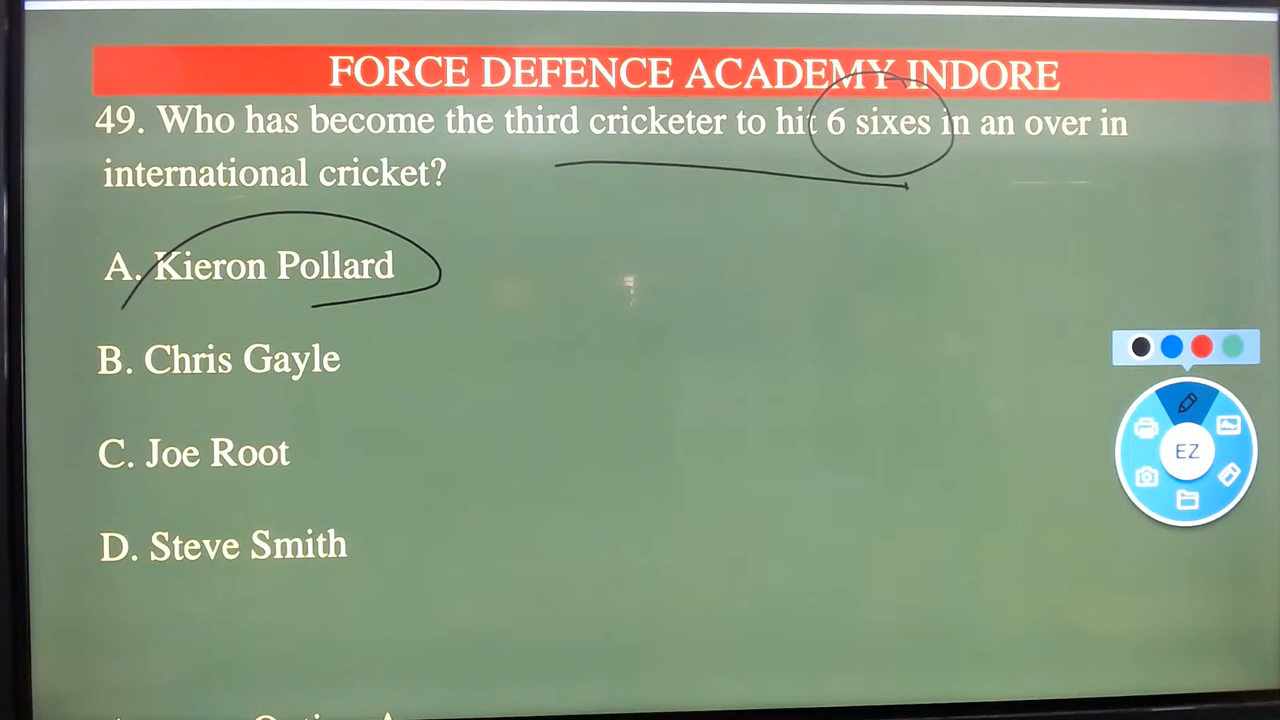 FORCE DEFENCE ACADEMY INDORE
49. Who has become the third cricketer to hit 6 sixes in an over in
international cricket?
A. Kieron Pollard
B. Chris Gayle
C. Joe Root
D. Steve Smith
EZ